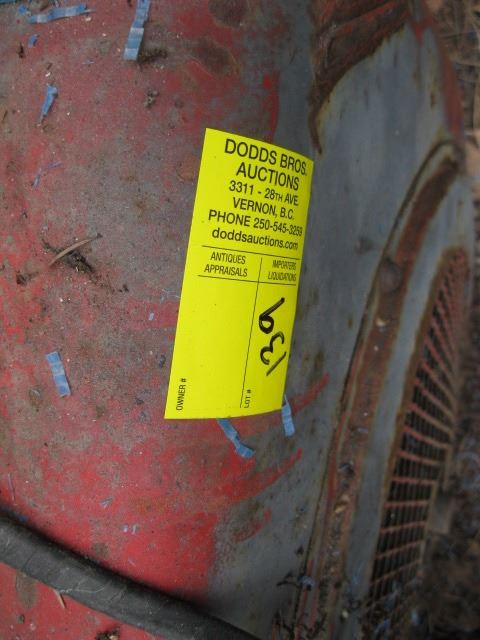 DODDS BROS.
AUCTIONS
3311 - 28TH AVE.
VERNON, B.C.
PHONE 250-545-3259
doddsauctions.com
ANTIQUES
APPRAISALS
IMPORTERS
LIQUIDATIONS
OWNER #
LOT #
139